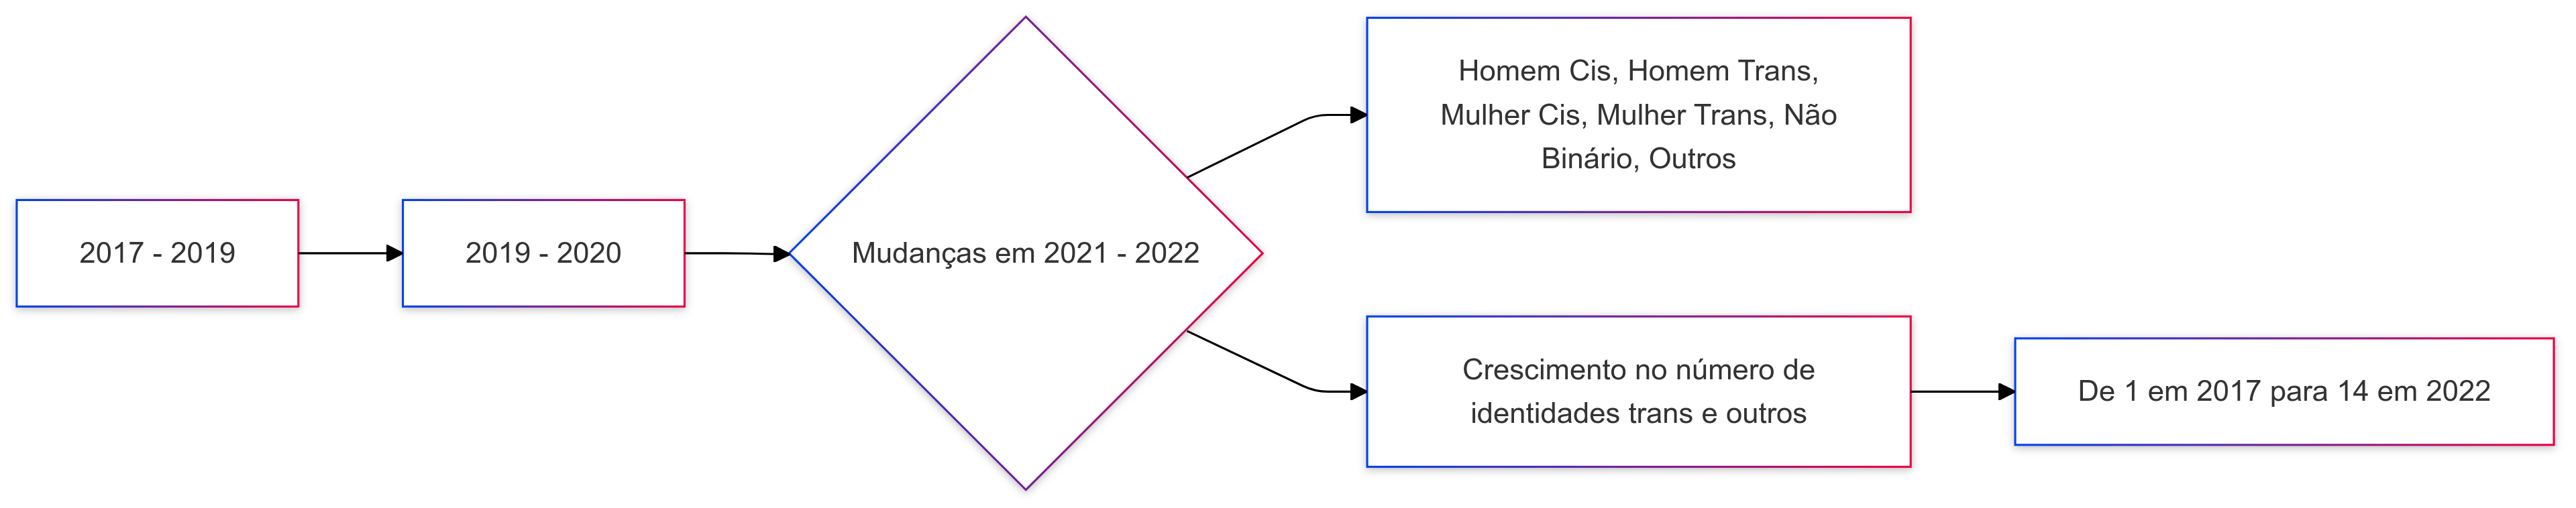 2017 - 2019
2019 - 2020
Mudanças em 2021 - 2022
Homem Cis, Homem Trans,
Mulher Cis, Mulher Trans, Não
Binário, Outros
Crescimento no número de
identidades trans e outros
De 1 em 2017 para 14 em 2022